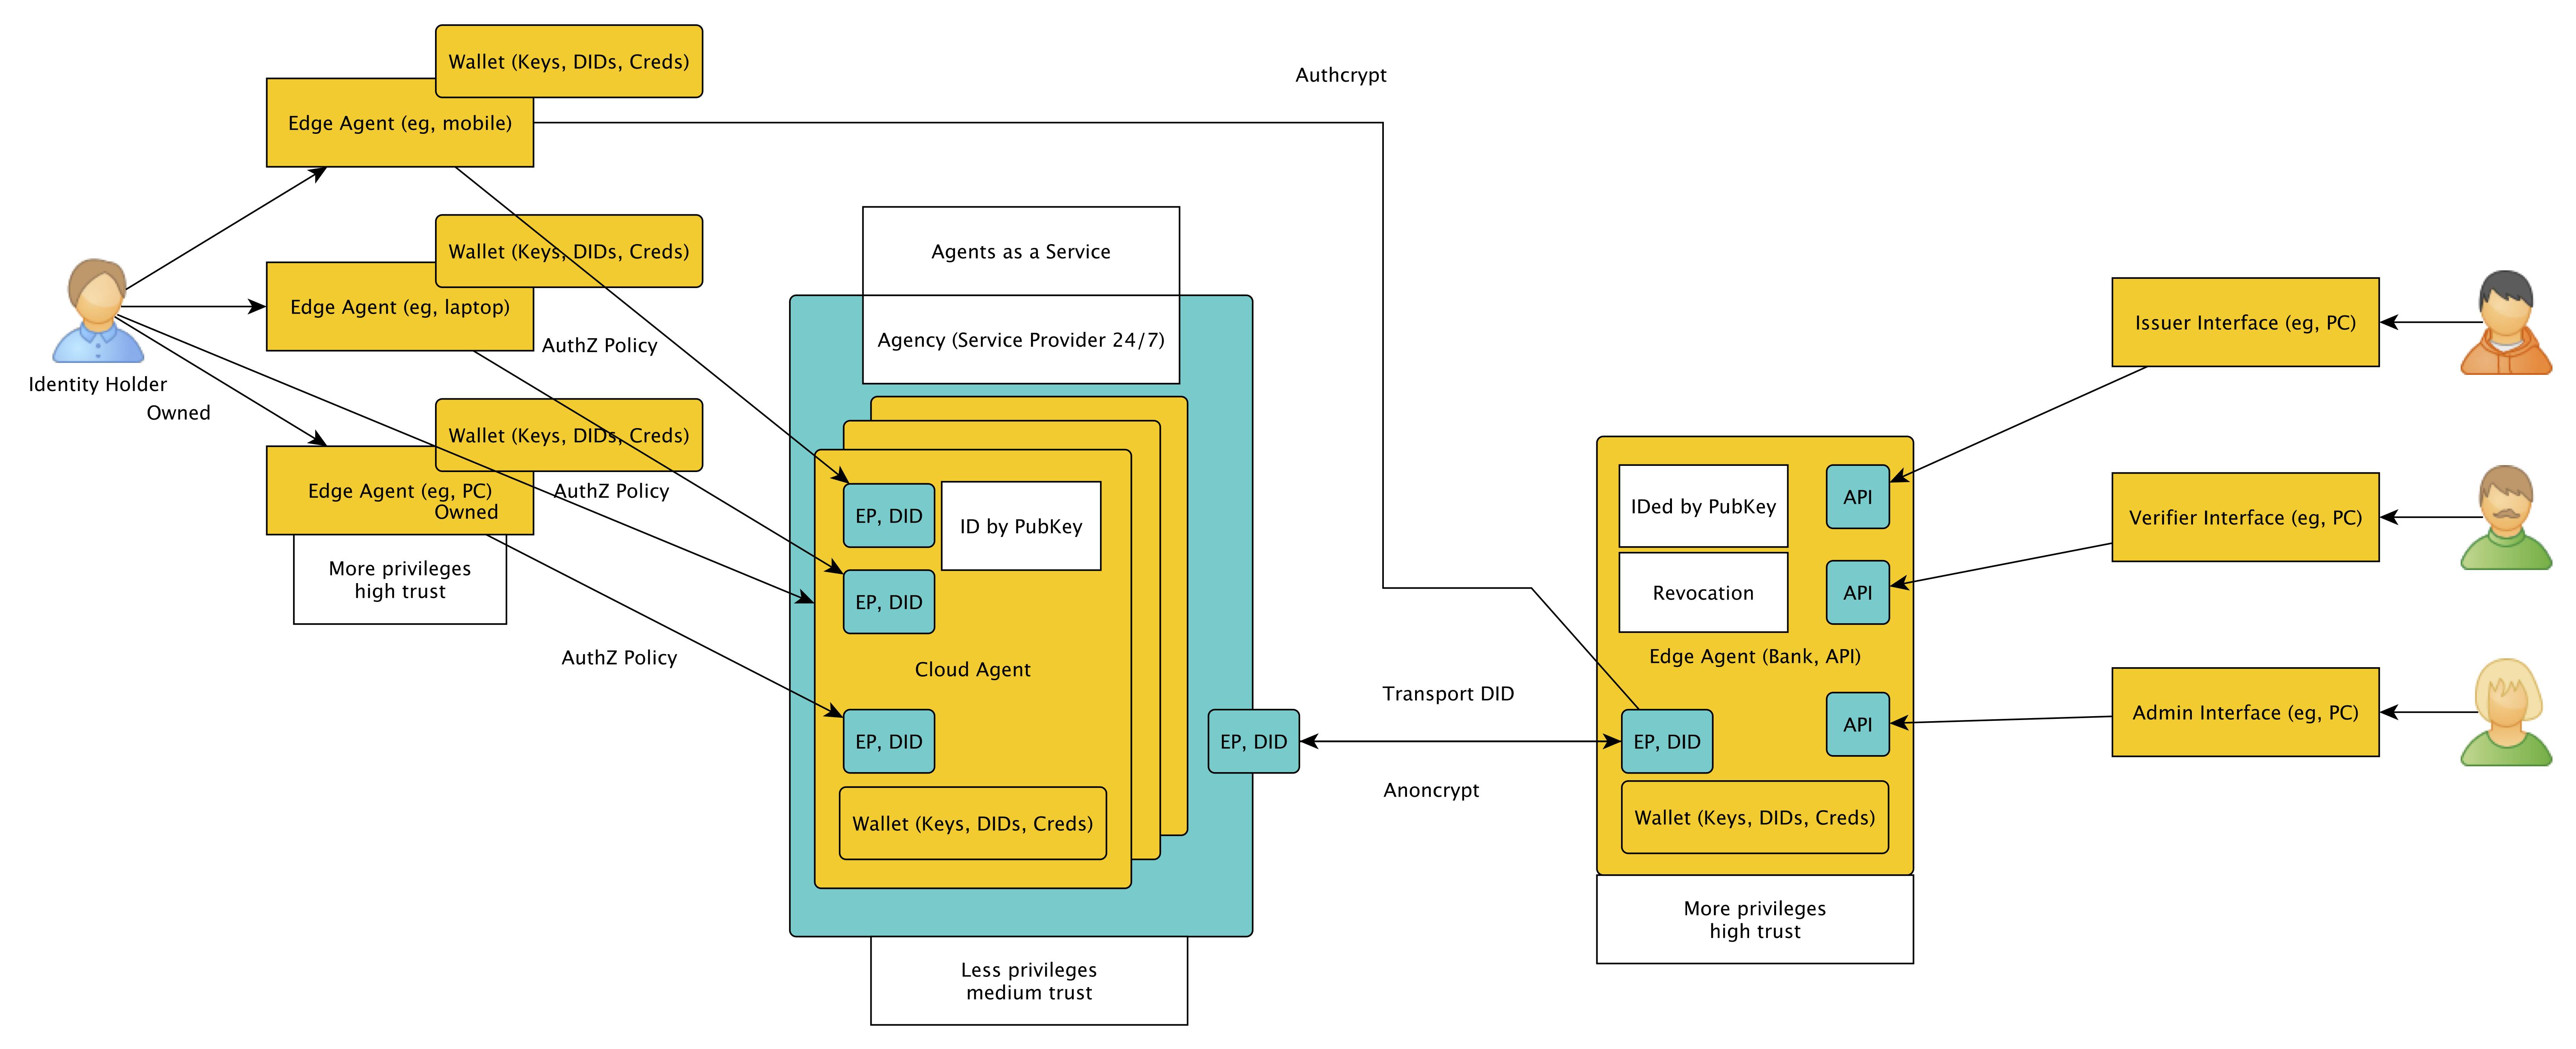 Wallet (Keys, DIDs, Creds)
Edge Agent (eg, mobile)
Authcrypt
Wallet (Keys, DIDs, Creds)
Edge Agent (eg, laptop)
AuthZ Policy
Identity Holder
Owned
Wallet (Keys, DIDs, Creds)
Edge Agent (eg, PC)
Owned
AuthZ Policy
More privileges
high trust
AuthZ Policy
Agents as a Service
Agency (Service Provider 24/7)
EP, DID
ID by PubKey
EP, DID
Cloud Agent
EP, DID
Wallet (Keys, DIDs, Creds)
EP, DID
Less privileges
medium trust
Transport DID
Anoncrypt
IDed by PubKey
API
Revocation
API
Edge Agent (Bank, API)
API
EP, DID
Wallet (Keys, DIDs, Creds)
More privileges
high trust
Issuer Interface (eg, PC)
Verifier Interface (eg, PC)
Admin Interface (eg, PC)